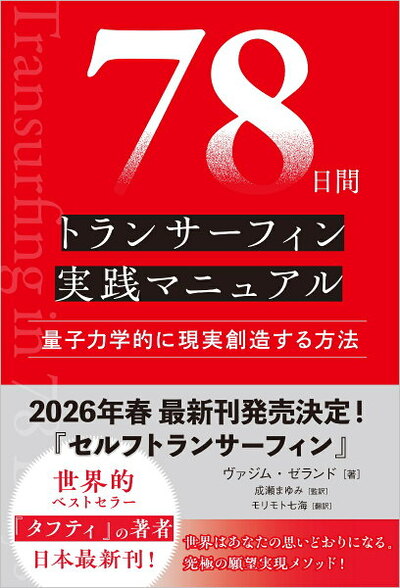 Transurfing in 78
78
日間
トランサーフィン
実践マニュアル
量子力学的に現実創造する方法
2026年春 最新刊発売決定!
『セルフトランサーフィン』
ヴァジム・ゼランド[著]
成瀬まゆみ[監訳]
モリモト七海[翻訳]
世界的
ベストセラー
『タフティ』の著者
日本最新刊!
世界はあなたの思いどおりになる。
究極の願望実現メソッド!